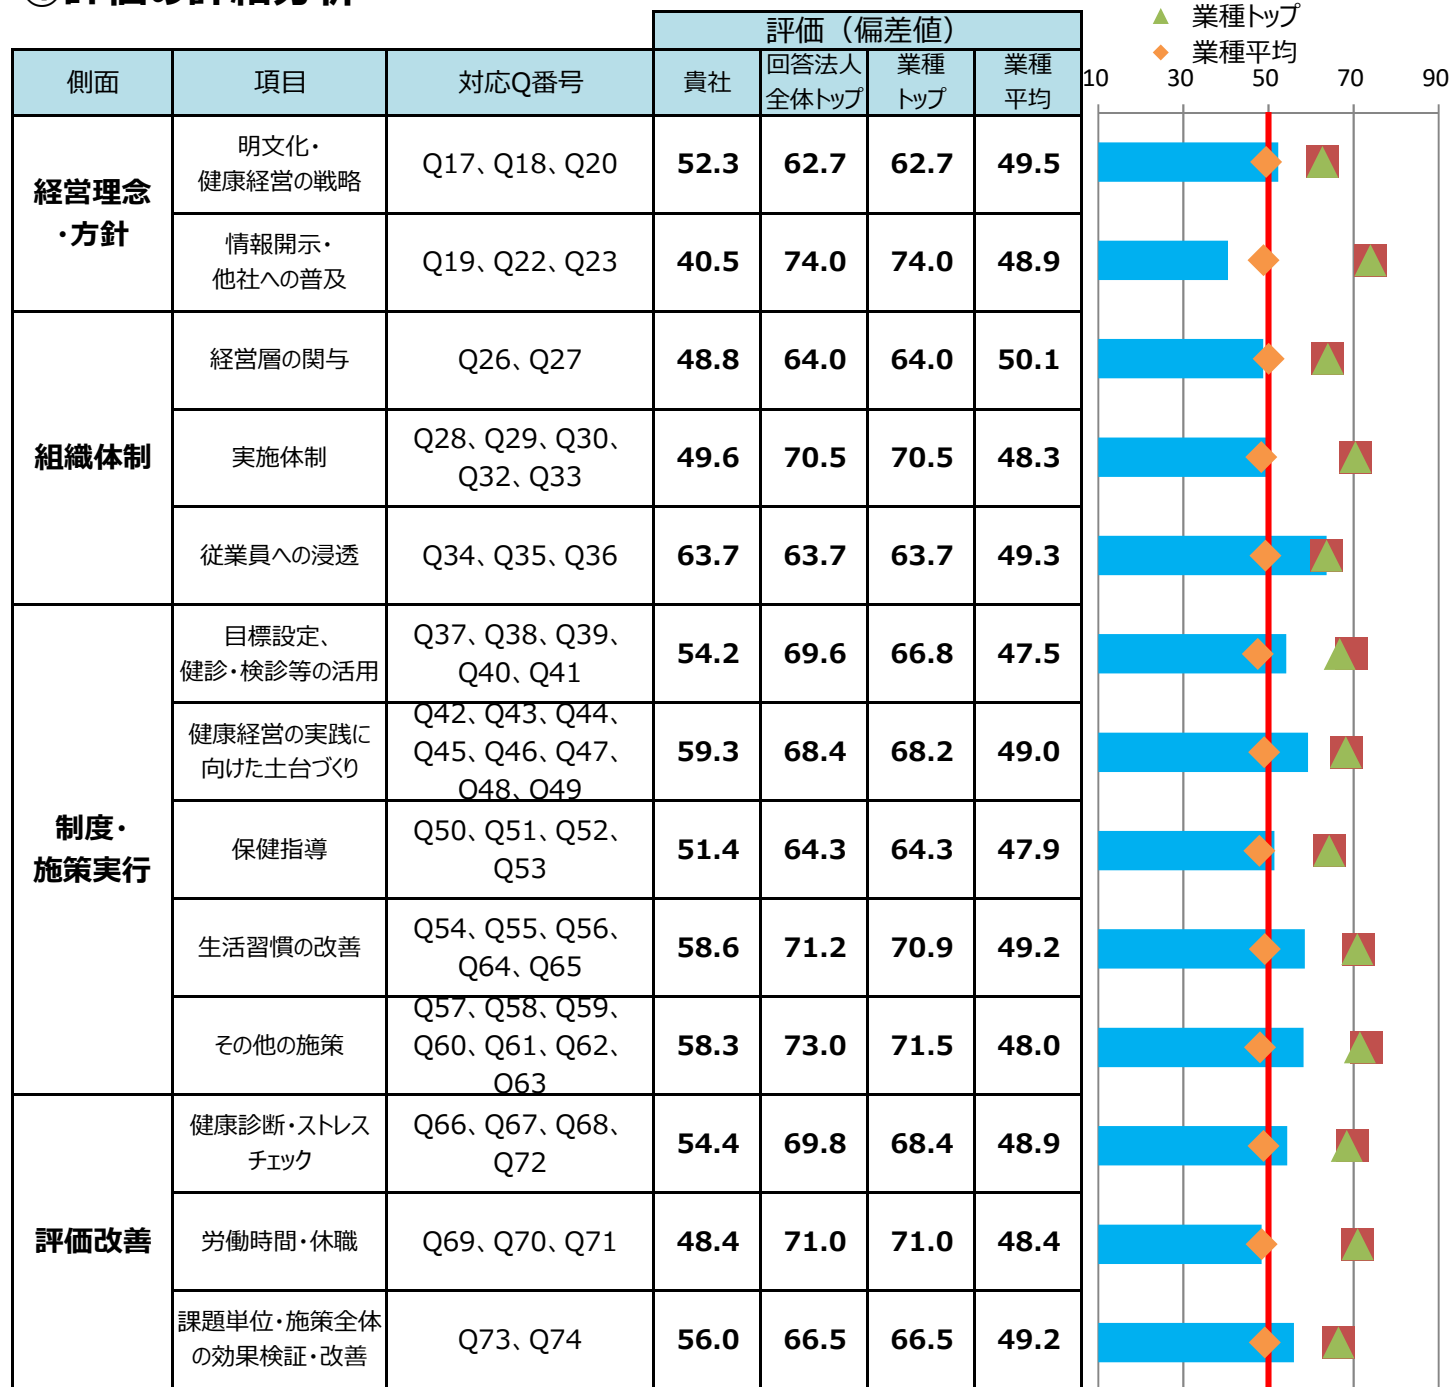 ▲ 業種トップ
◆ 業種平均
評価（偏差値）
側面 項目 対応Q番号 貴社 回答法人全体トップ 業種トップ 業種平均
10 30 50 70 90
経営理念・方針
明文化・健康経営の戦略 Q17、Q18、Q20 52.3 62.7 62.7 49.5
情報開示・他社への普及 Q19、Q22、Q23 40.5 74.0 74.0 48.9
組織体制
経営層の関与 Q26、Q27 48.8 64.0 64.0 50.1
実施体制 Q28、Q29、Q30、Q32、Q33 49.6 70.5 70.5 48.3
従業員への浸透 Q34、Q35、Q36 63.7 63.7 63.7 49.3
制度・施策実行
目標設定、健診・検診等の活用 Q37、Q38、Q39、Q40、Q41 54.2 69.6 66.8 47.5
健康経営の実践に向けた土台づくり Q42、Q43、Q44、Q45、Q46、Q47、Q48、Q49 59.3 68.4 68.2 49.0
保健指導 Q50、Q51、Q52、Q53 51.4 64.3 64.3 47.9
生活習慣の改善 Q54、Q55、Q56、Q64、Q65 58.6 71.2 70.9 49.2
その他の施策 Q57、Q58、Q59、Q60、Q61、Q62、Q63 58.3 73.0 71.5 48.0
評価改善
健康診断・ストレスチェック Q66、Q67、Q68、Q72 54.4 69.8 68.4 48.9
労働時間・休職 Q69、Q70、Q71 48.4 71.0 71.0 48.4
課題単位・施策全体の効果検証・改善 Q73、Q74 56.0 66.5 66.5 49.2